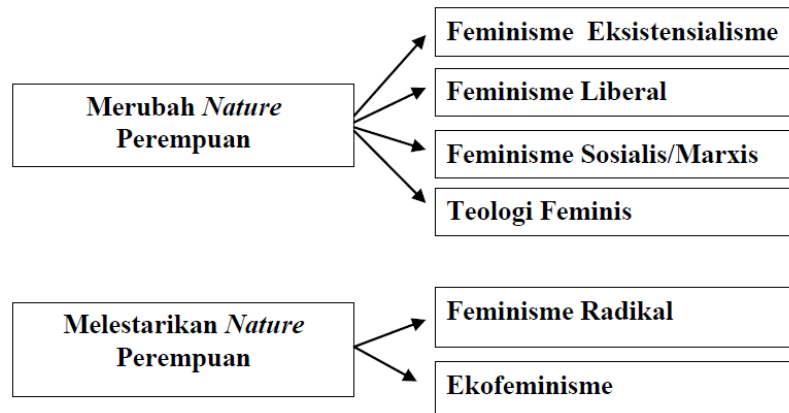 Merubah Nature
Perempuan
Feminisme Eksistensialisme
Feminisme Liberal
Feminisme Sosialis/Marxis
Teologi Feminis
Melestarikan Nature
Perempuan
Feminisme Radikal
Ekofeminisme